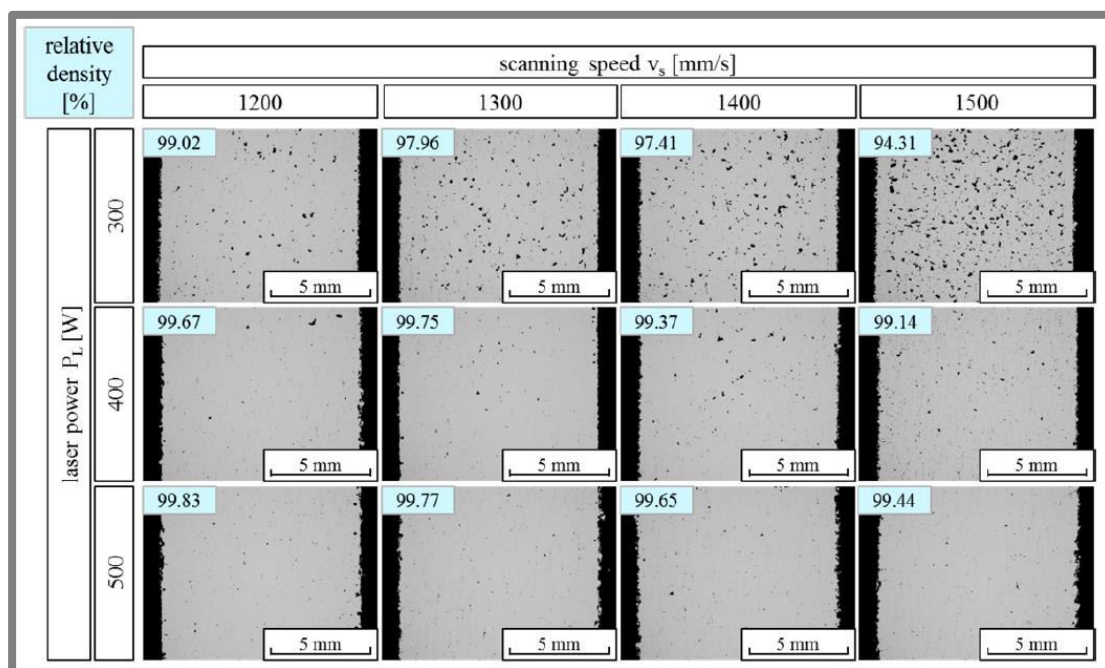 relative
density
[%]
scanning speed vs [mm/s]
1200 1300 1400 1500
laser power PL [W]
300
99.02 97.96 97.41 94.31
5 mm 5 mm 5 mm 5 mm
400
99.67 99.75 99.37 99.14
5 mm 5 mm 5 mm 5 mm
500
99.83 99.77 99.65 99.44
5 mm 5 mm 5 mm 5 mm